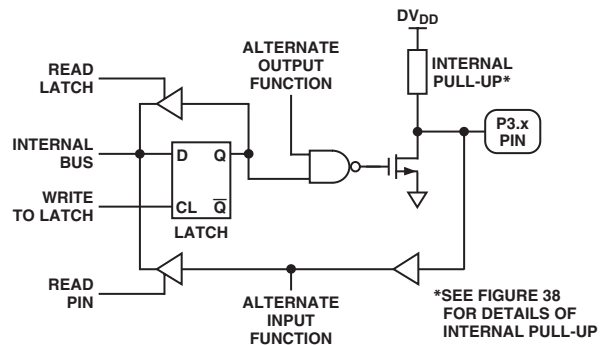 DVDD
ALTERNATE
OUTPUT
FUNCTION
INTERNAL
PULL-UP*
READ
LATCH
P3.x
PIN
INTERNAL
BUS
D
Q
WRITE
TO LATCH
CL
Q
LATCH
READ
PIN
ALTERNATE
INPUT
FUNCTION
*SEE FIGURE 38
FOR DETAILS OF
INTERNAL PULL-UP